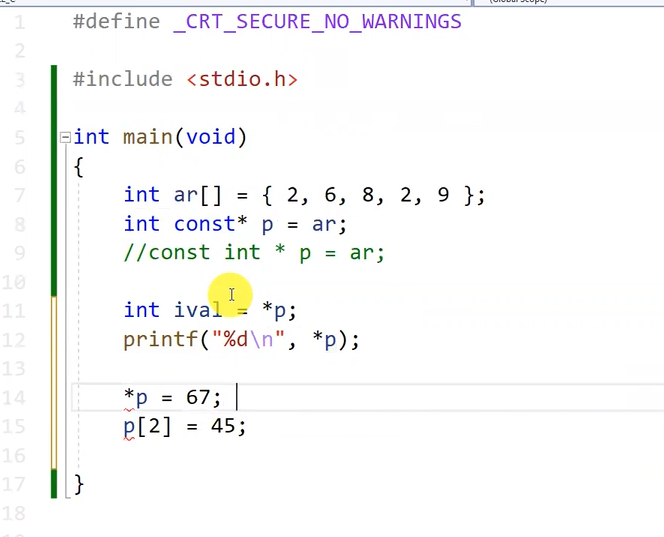 (Global Scope)
1 #define _CRT_SECURE_NO_WARNINGS
2
3 #include <stdio.h>
4
5 int main(void)
6 {
7 int ar[] = { 2, 6, 8, 2, 9 };
8 int const* p = ar;
9 //const int * p = ar;
10
11 int ival = *p;
12 printf("%d\n", *p);
13
14 *p = 67;
15 p[2] = 45;
16
17 }
18